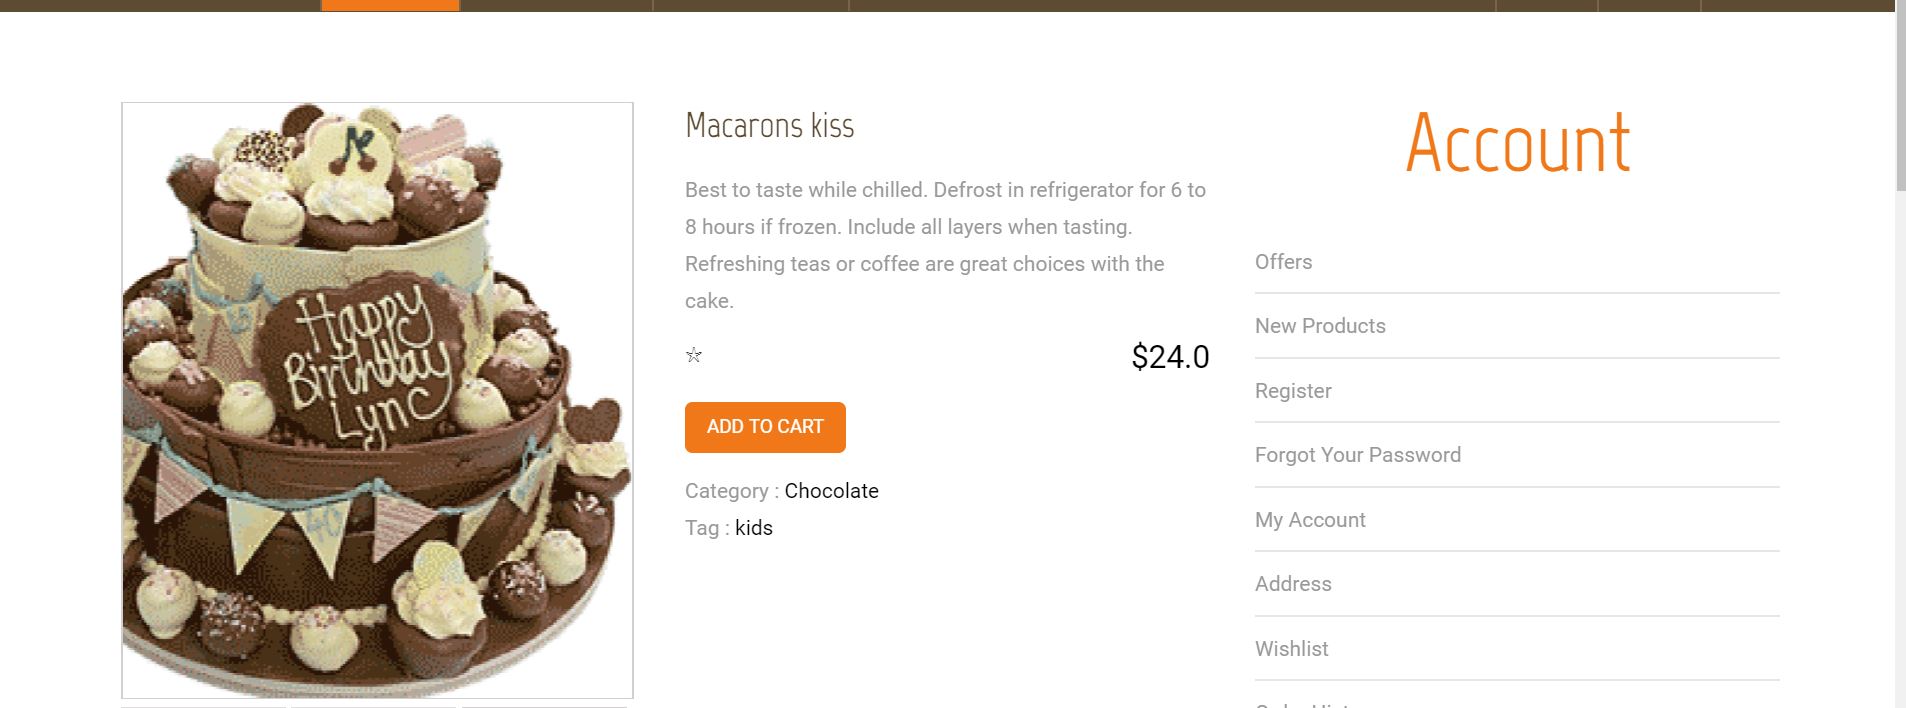 Happy
Birthday
Lync
40
Macarons kiss
Best to taste while chilled. Defrost in refrigerator for 6 to
8 hours if frozen. Include all layers when tasting.
Refreshing teas or coffee are great choices with the
cake.
☆
$24.0
ADD TO CART
Category : Chocolate
Tag : kids
Account
Offers
New Products
Register
Forgot Your Password
My Account
Address
Wishlist